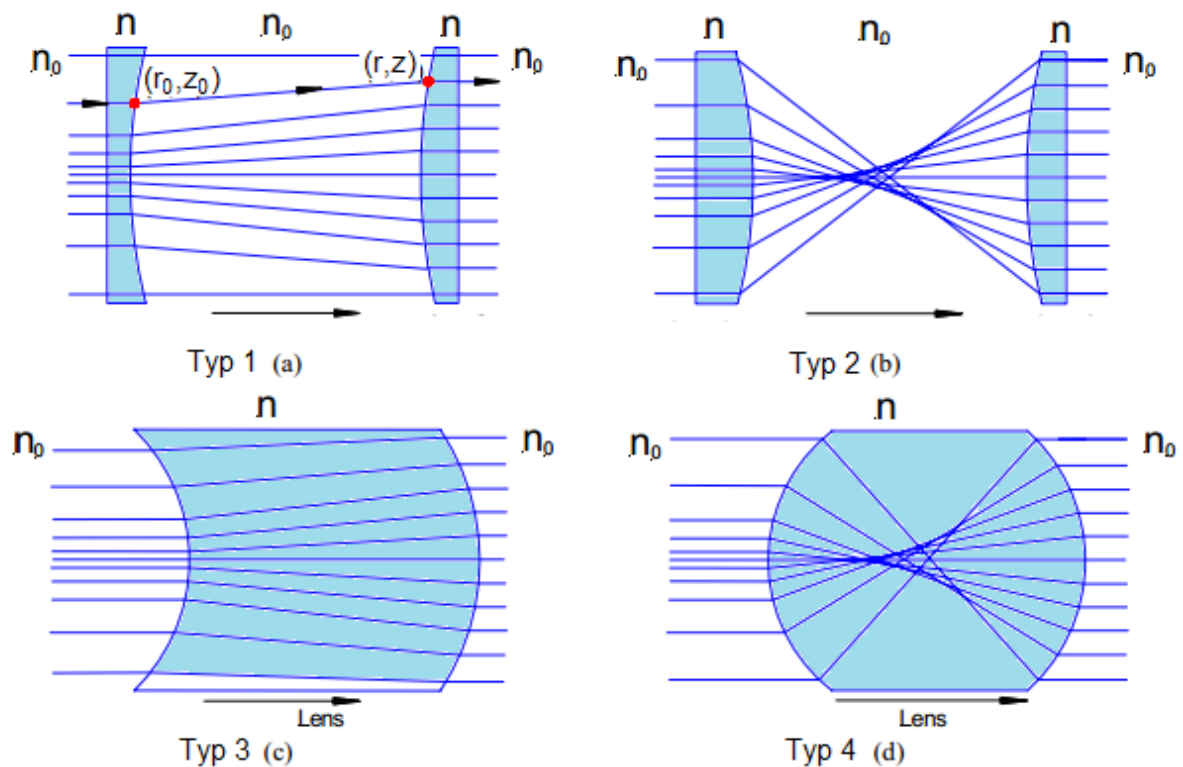 n n₀ n
n₀ n₀
(r₀,z₀) (r,z)
Typ 1 (a)
n n₀ n
n₀ n₀
Typ 2 (b)
n
n₀ n₀
Lens
Typ 3 (c)
n
n₀ n₀
Lens
Typ 4 (d)